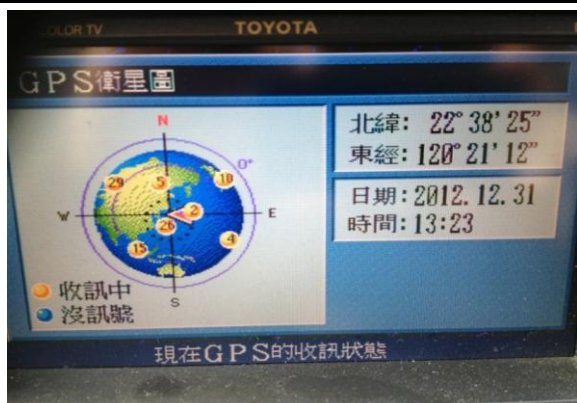 COLOR TV
TOYOTA
GPS衛星圖
N
0°
29
5
10
W
2
E
26
15
4
S
收訊中
沒訊號
北緯: 22°38'25”
東經:120°21'12”
日期:2012.12.31
時間:13:23
現在GPS的收訊狀態